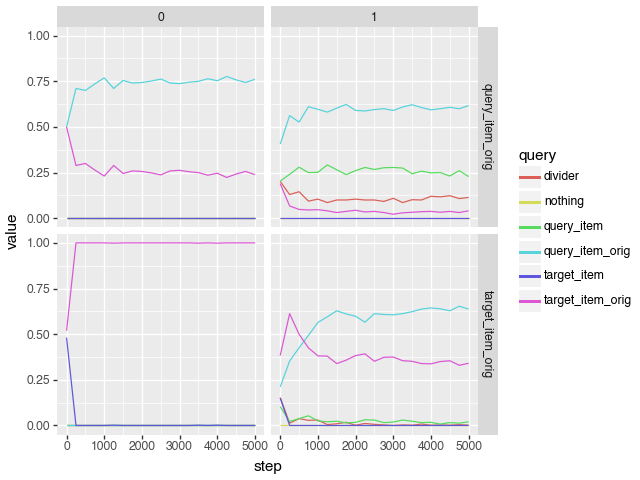 0 1
1.00
0.75
0.50
0.25
0.00
query_item_orig
1.00
0.75
0.50
0.25
0.00
target_item_orig
value
0 1000 2000 3000 4000 5000 0 1000 2000 3000 4000 5000
step
query
divider
nothing
query_item
query_item_orig
target_item
target_item_orig